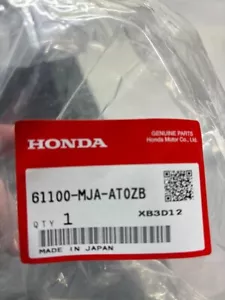 GENUINE PARTS
Honda Motor Co., Ltd.
HONDA
61100-MJA-AT0ZB
QTY 1
XB3D12
MADE IN JAPAN